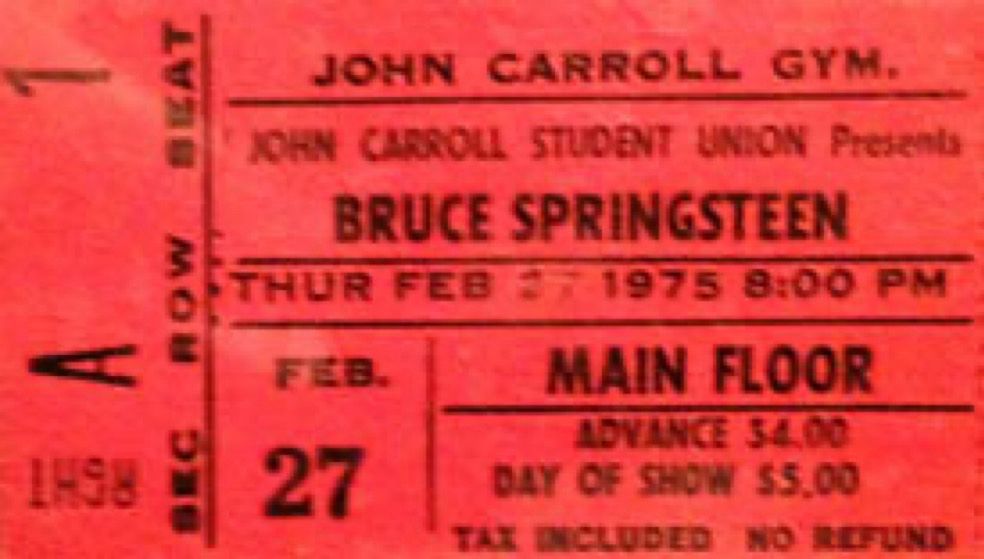 JOHN CARROLL GYM.
JOHN CARROLL STUDENT UNION Presents
BRUCE SPRINGSTEEN
THUR FEB 27 1975 8:00 PM
FEB.
27
MAIN FLOOR
ADVANCE $4.00
DAY OF SHOW $5.00
TAX INCLUDED NO REFUND
SEC ROW SEAT
A 1